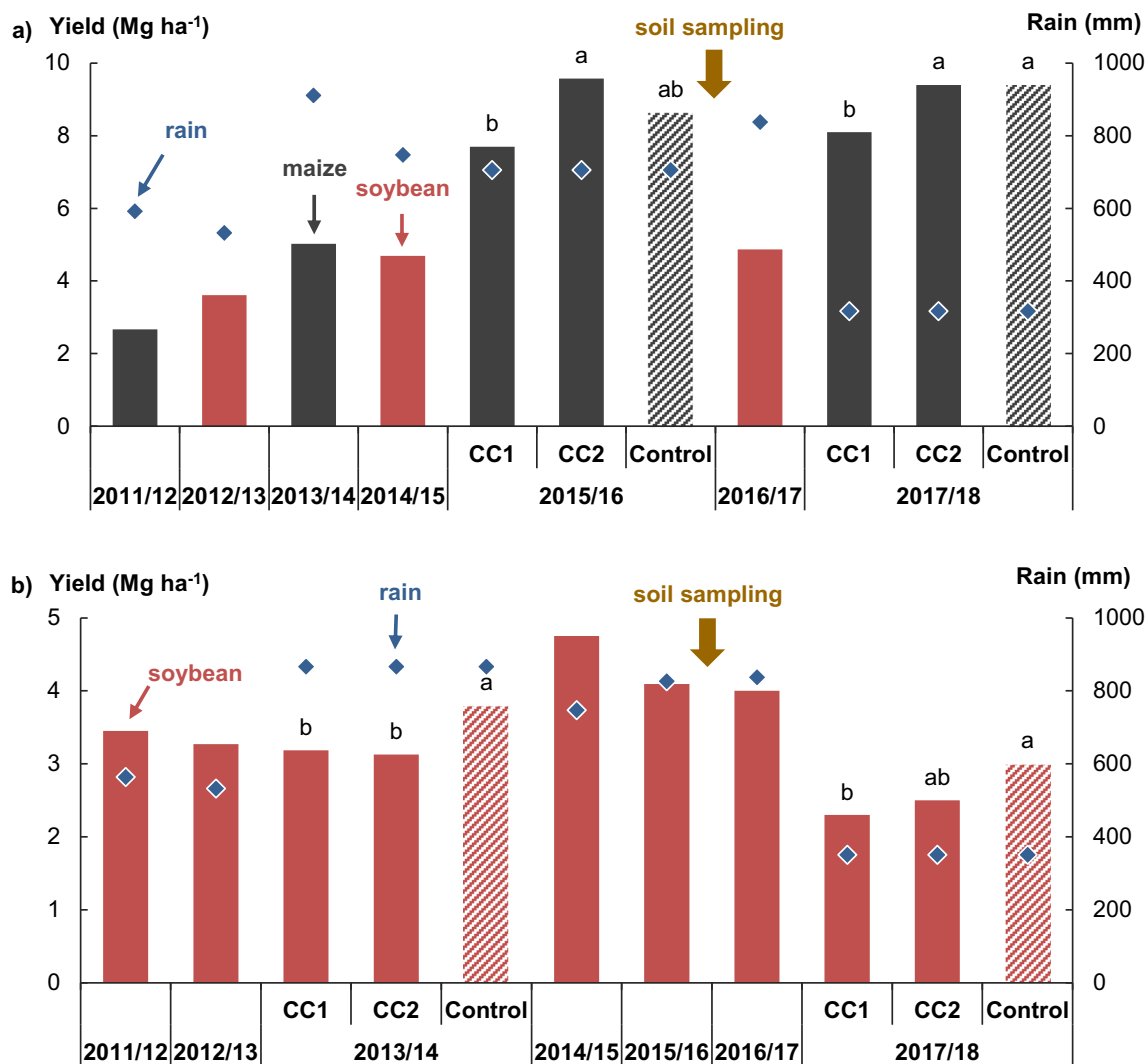 a) Yield (Mg ha-1) soil sampling Rain (mm)
10 a 1000
ab
8 rain b b a a 800
maize
soybean
6 600
4 400
2 200
0 0
CC1 CC2 Control CC1 CC2 Control
2011/12 2012/13 2013/14 2014/15 2015/16 2016/17 2017/18
b) Yield (Mg ha-1) rain soil sampling Rain (mm)
5 1000
soybean
4 a 800
b b
3 a 600
b ab
2 400
1 200
0 0
CC1 CC2 Control CC1 CC2 Control
2011/12 2012/13 2013/14 2014/15 2015/16 2016/17 2017/18